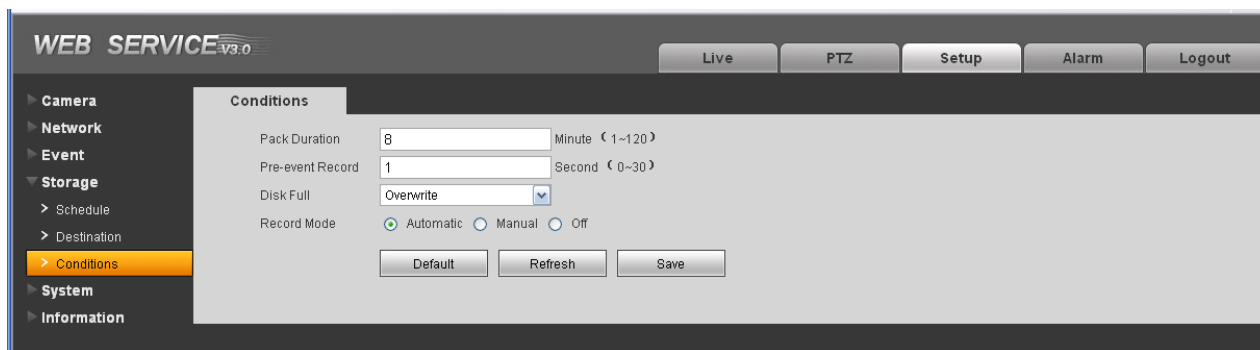 WEB SERVICE V3.0
Live PTZ Setup Alarm Logout
Camera
Network
Event
Storage
> Schedule
> Destination
> Conditions
System
Information
Conditions
Pack Duration 8 Minute (1~120)
Pre-event Record 1 Second (0~30)
Disk Full Overwrite
Record Mode Automatic Manual Off
Default Refresh Save